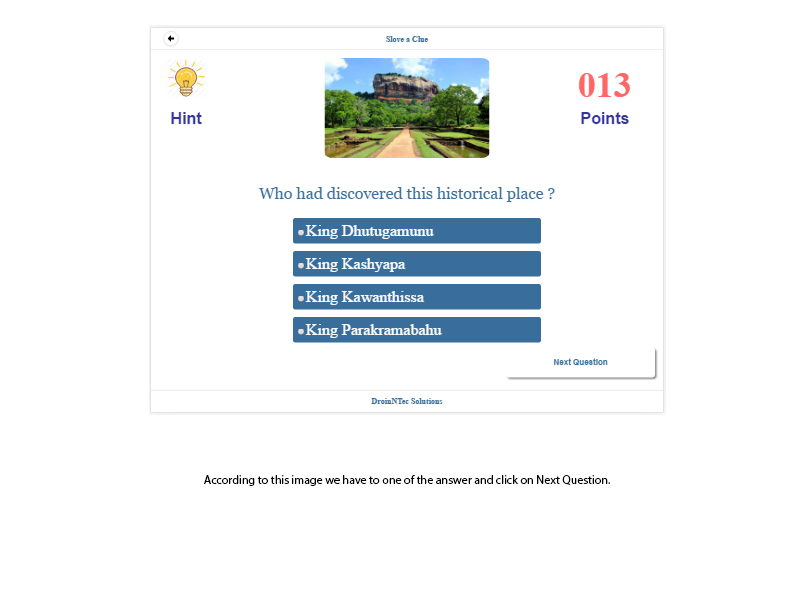 Slove a Clue
013
Hint
Points
Who had discovered this historical place ?
King Dhutugamunu
King Kashyapa
King Kawanthissa
King Parakramabahu
Next Question
DroinNTec Solutions
According to this image we have to one of the answer and click on Next Question.